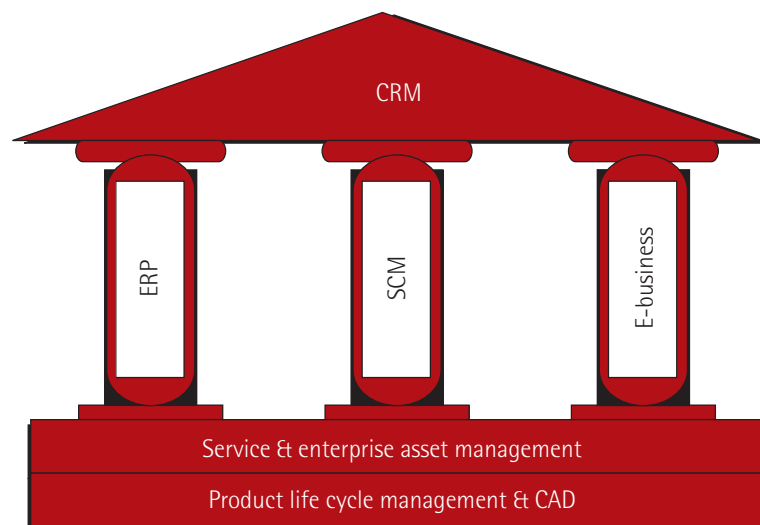 CRM
ERP
SCM
E-business
Service & enterprise asset management
Product life cycle management & CAD